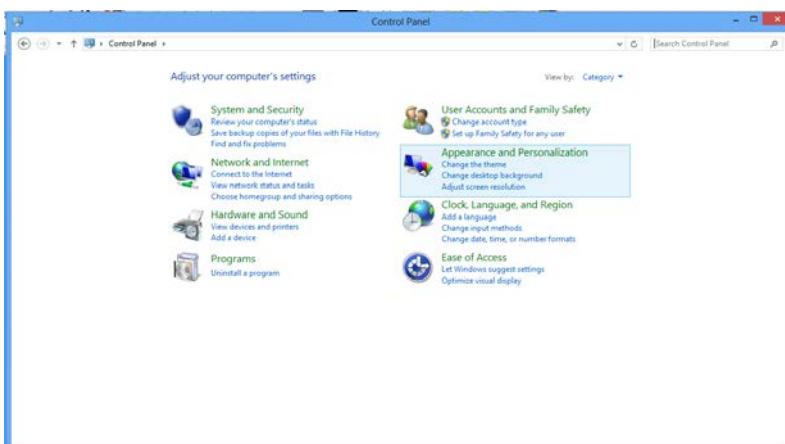 Control Panel
Control Panel
Search Control Panel
Adjust your computer's settings
View by: Category
System and Security
Review your computer's status
Save backup copies of your files with File History
Find and fix problems
Network and Internet
Connect to the Internet
View network status and tasks
Choose homegroup and sharing options
Hardware and Sound
View devices and printers
Add a device
Programs
Uninstall a program
User Accounts and Family Safety
Change account type
Set up Family Safety for any user
Appearance and Personalization
Change the theme
Change desktop background
Adjust screen resolution
Clock, Language, and Region
Add a language
Change input methods
Change date, time, or number formats
Ease of Access
Let Windows suggest settings
Optimize visual display